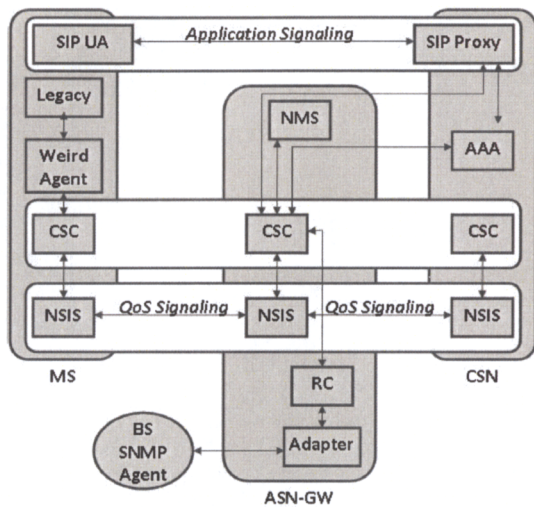 SIP UA
Application Signaling
SIP Proxy
Legacy
NMS
Weird
Agent
AAA
CSC
CSC
CSC
NSIS
QoS Signaling
NSIS
QoS Signaling
NSIS
MS
CSN
RC
BS
SNMP
Agent
Adapter
ASN-GW